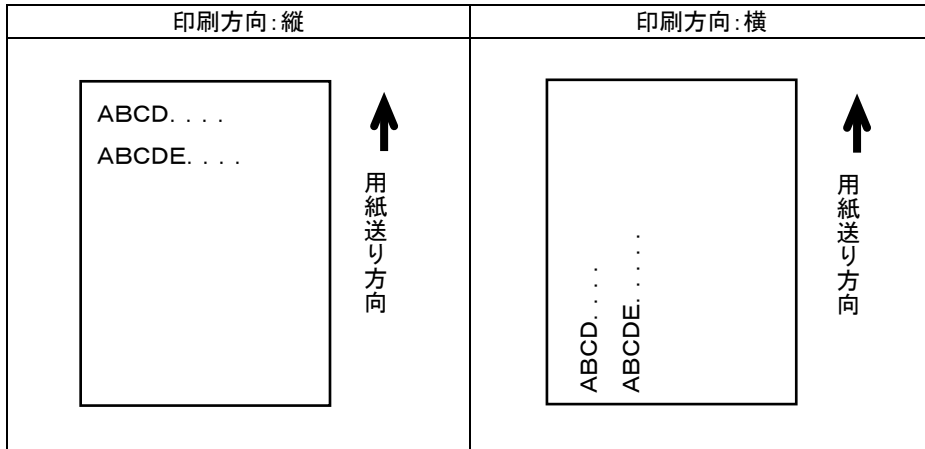 印刷方向:縦
印刷方向:横
ABCD. . . .
ABCDE. . . .
用紙送り方向
ABCD. . . .
ABCDE. . . . .
用紙送り方向